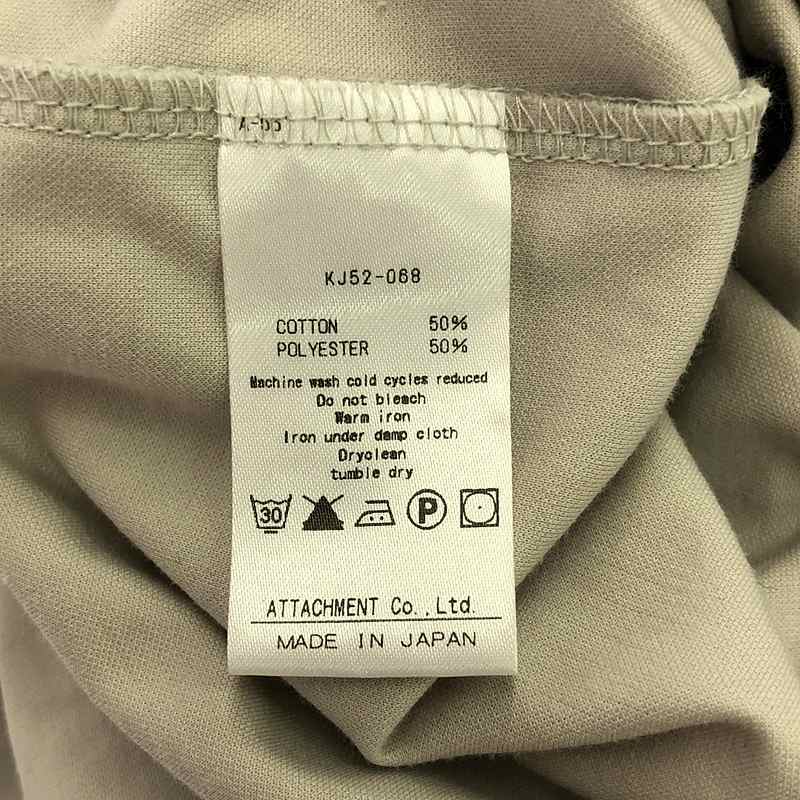 KJ52-068
COTTON 50%
POLYESTER 50%
Machine wash cold cycles reduced
Do not bleach
Warm iron
Iron under damp cloth
Dryclean
tumble dry
30 P
ATTACHMENT Co.,Ltd.
MADE IN JAPAN